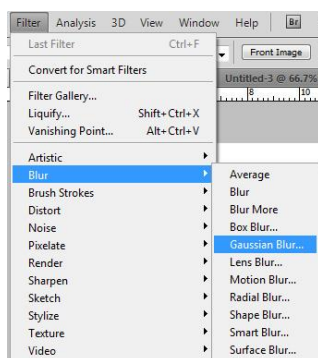 Filter Analysis 3D View Window Help Br
Last Filter Ctrl+F
Front Image
Convert for Smart Filters
Untitled-3 @ 66.7%
Filter Gallery...
8 10
Liquify... Shift+Ctrl+X
Vanishing Point... Alt+Ctrl+V
Artistic
Blur
Brush Strokes
Distort
Noise
Pixelate
Render
Sharpen
Sketch
Stylize
Texture
Video
Average
Blur
Blur More
Box Blur...
Gaussian Blur...
Lens Blur...
Motion Blur...
Radial Blur...
Shape Blur...
Smart Blur...
Surface Blur...